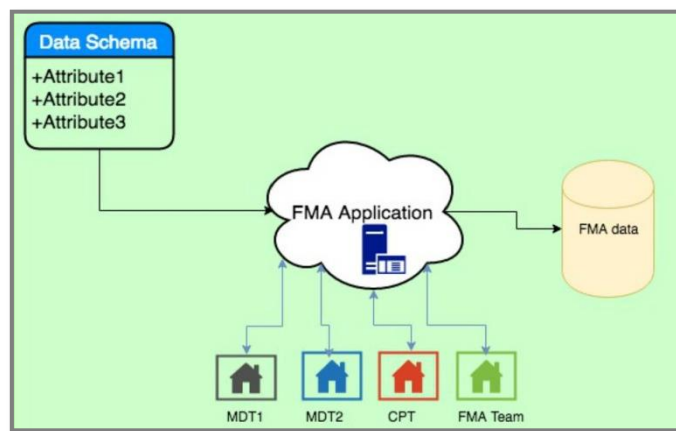 Data Schema
+Attribute1
+Attribute2
+Attribute3
FMA Application
FMA data
MDT1
MDT2
CPT
FMA Team